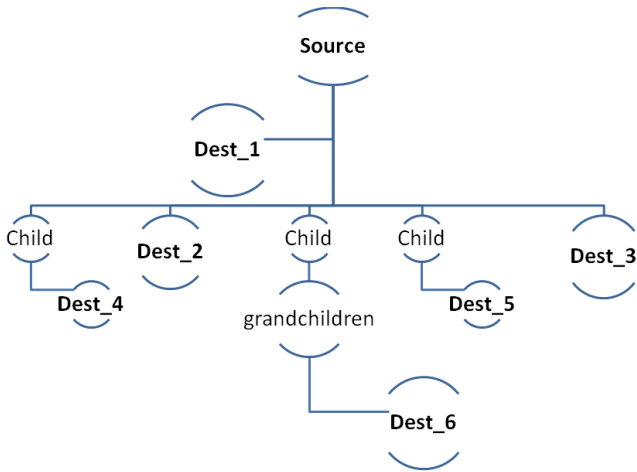 Source
Dest_1
Child
Dest_2
Child
Child
Dest_3
Dest_4
Dest_5
grandchildren
Dest_6